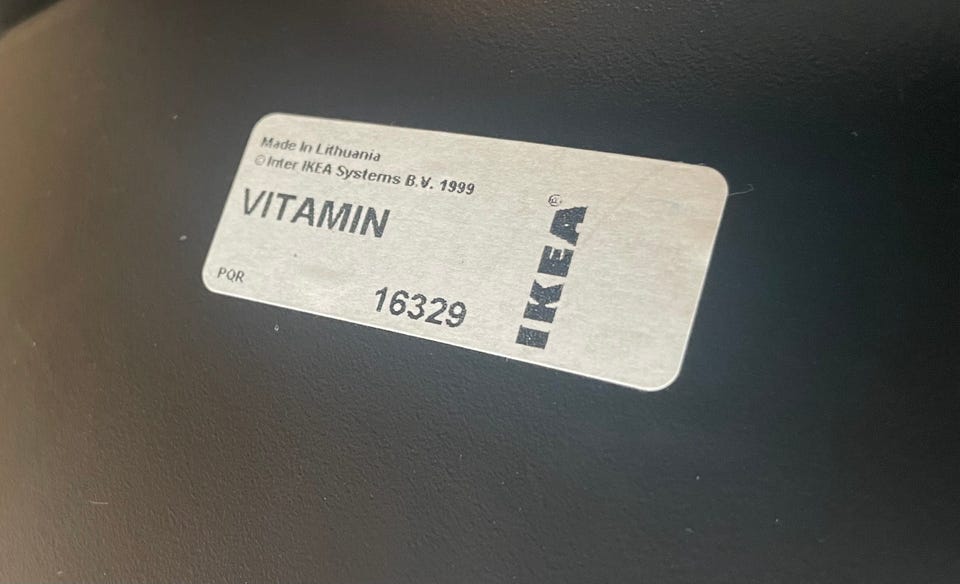 Made In Lithuania
©Inter IKEA Systems B.V. 1999
VITAMIN
PQR
16329
IKEA®